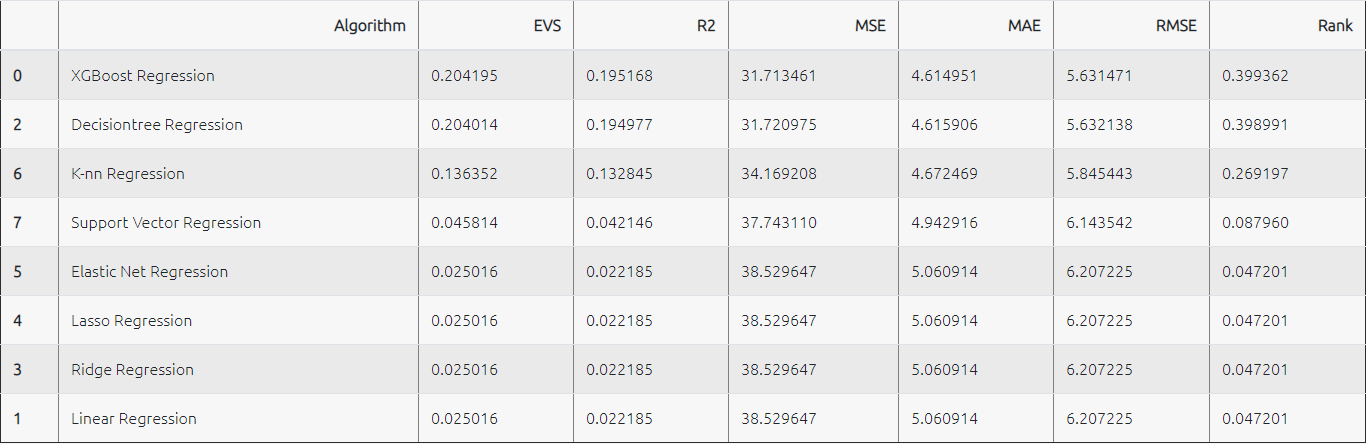 Algorithm EVS R2 MSE MAE RMSE Rank
0 XGBoost Regression 0.204195 0.195168 31.713461 4.614951 5.631471 0.399362
2 Decisiontree Regression 0.204014 0.194977 31.720975 4.615906 5.632138 0.398991
6 K-nn Regression 0.136352 0.132845 34.169208 4.672469 5.845443 0.269197
7 Support Vector Regression 0.045814 0.042146 37.743110 4.942916 6.143542 0.087960
5 Elastic Net Regression 0.025016 0.022185 38.529647 5.060914 6.207225 0.047201
4 Lasso Regression 0.025016 0.022185 38.529647 5.060914 6.207225 0.047201
3 Ridge Regression 0.025016 0.022185 38.529647 5.060914 6.207225 0.047201
1 Linear Regression 0.025016 0.022185 38.529647 5.060914 6.207225 0.047201